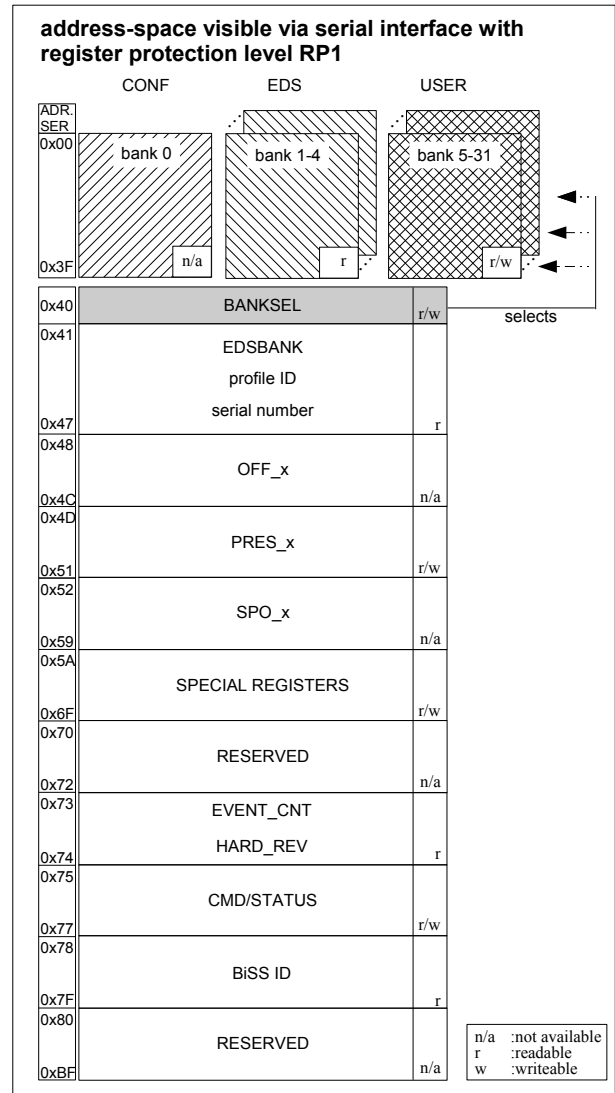 address-space visible via serial interface with
register protection level RP1
CONF EDS USER
ADR.
SER
0x00
bank 0 bank 1-4 bank 5-31
n/a r r/w
0x3F
0x40 BANKSEL r/w
selects
0x41
EDSBANK
profile ID
serial number
0x47 r
0x48
OFF_x
0x4C n/a
0x4D
PRES_x
0x51 r/w
0x52
SPO_x
0x59 n/a
0x5A
SPECIAL REGISTERS
0x6F r/w
0x70
RESERVED
0x72 n/a
0x73
EVENT_CNT
HARD_REV
0x74 r
0x75
CMD/STATUS
0x77 r/w
0x78
BiSS ID
0x7F r
0x80
RESERVED
0xBF n/a
n/a :not available
r :readable
w :writeable